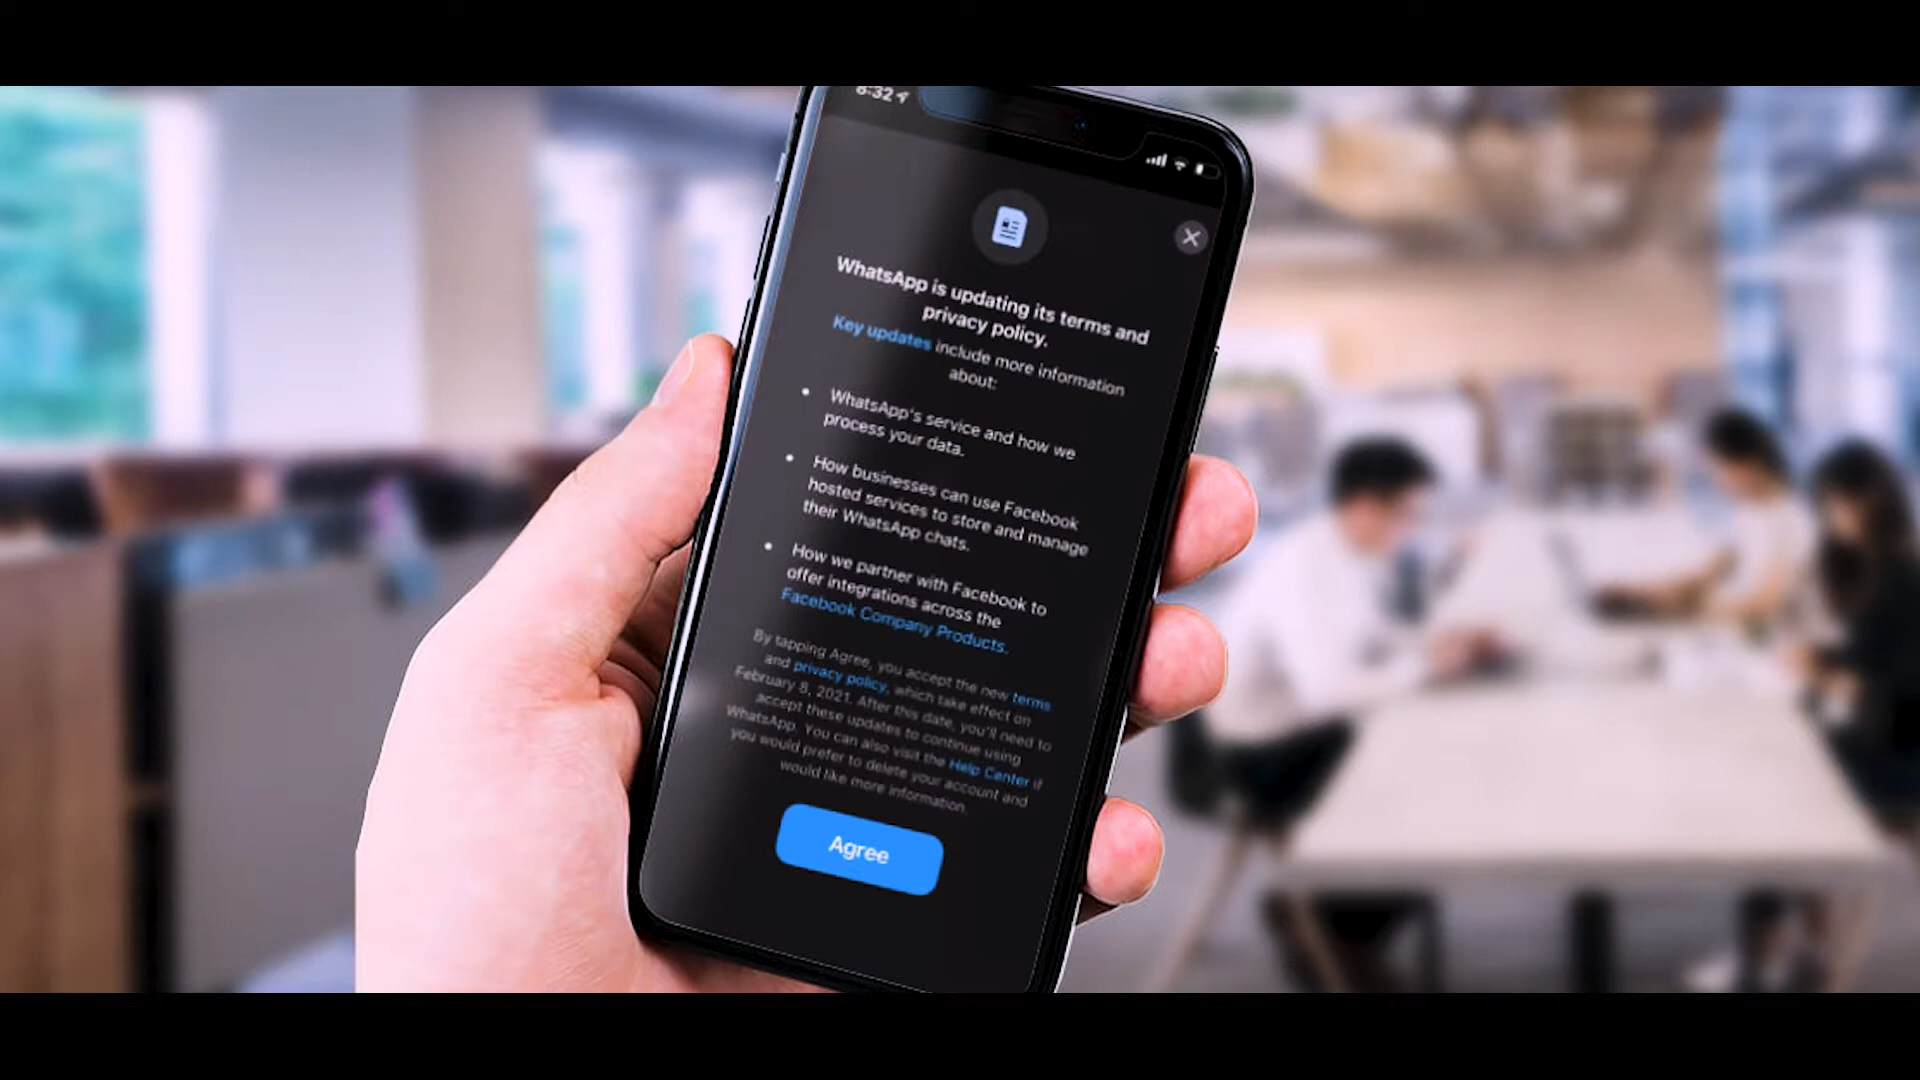 6:32
WhatsApp is updating its terms and
privacy policy.
Key updates include more information
about:
• WhatsApp's service and how we
process your data.
• How businesses can use Facebook
hosted services to store and manage
their WhatsApp chats.
• How we partner with Facebook to
offer integrations across the
Facebook Company Products.
By tapping Agree, you accept the new terms
and privacy policy, which take effect on
February 8, 2021. After this date, you'll need to
accept these updates to continue using
WhatsApp. You can also visit the Help Center if
you would prefer to delete your account and
would like more information.
Agree